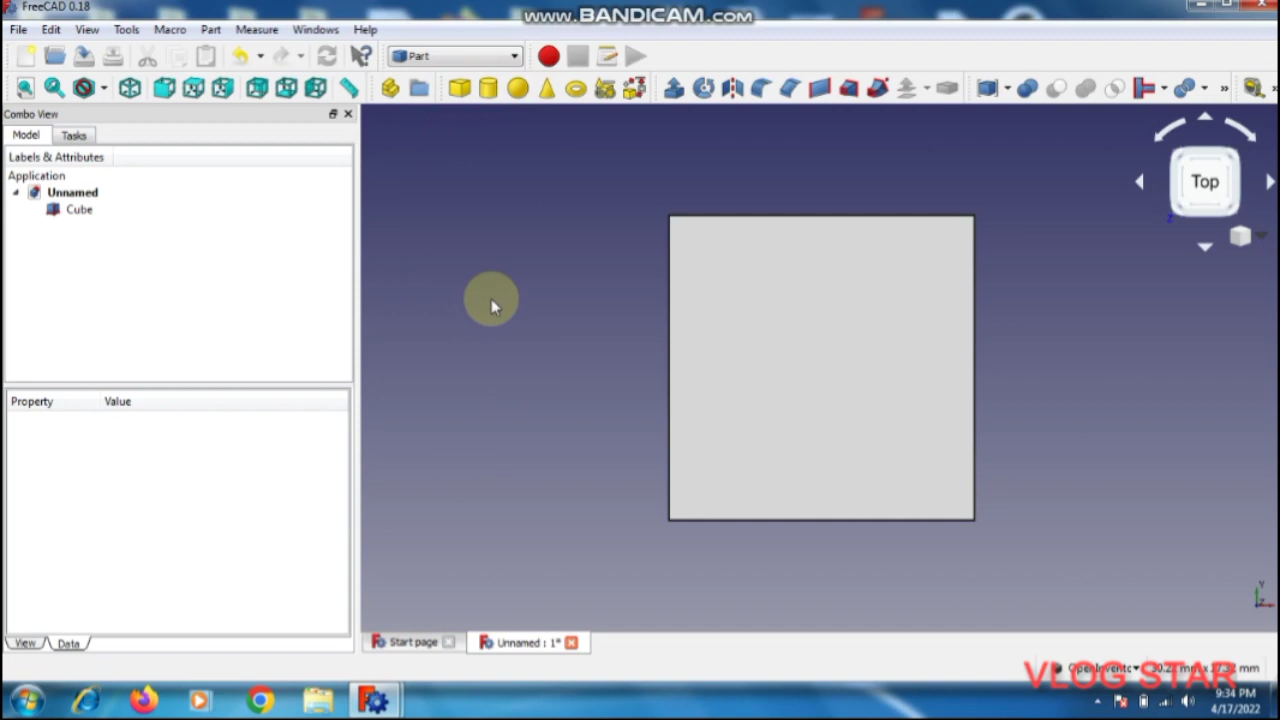 FreeCAD 0.18
www.BANDICAM.com
File Edit View Tools Macro Part Measure Windows Help
Part
Combo View
Model Tasks
Labels & Attributes
Application
Unnamed
Cube
Top
Property Value
View Data
Start page Unnamed : 1*
mm
VLOG STAR
9:34 PM
4/17/2022